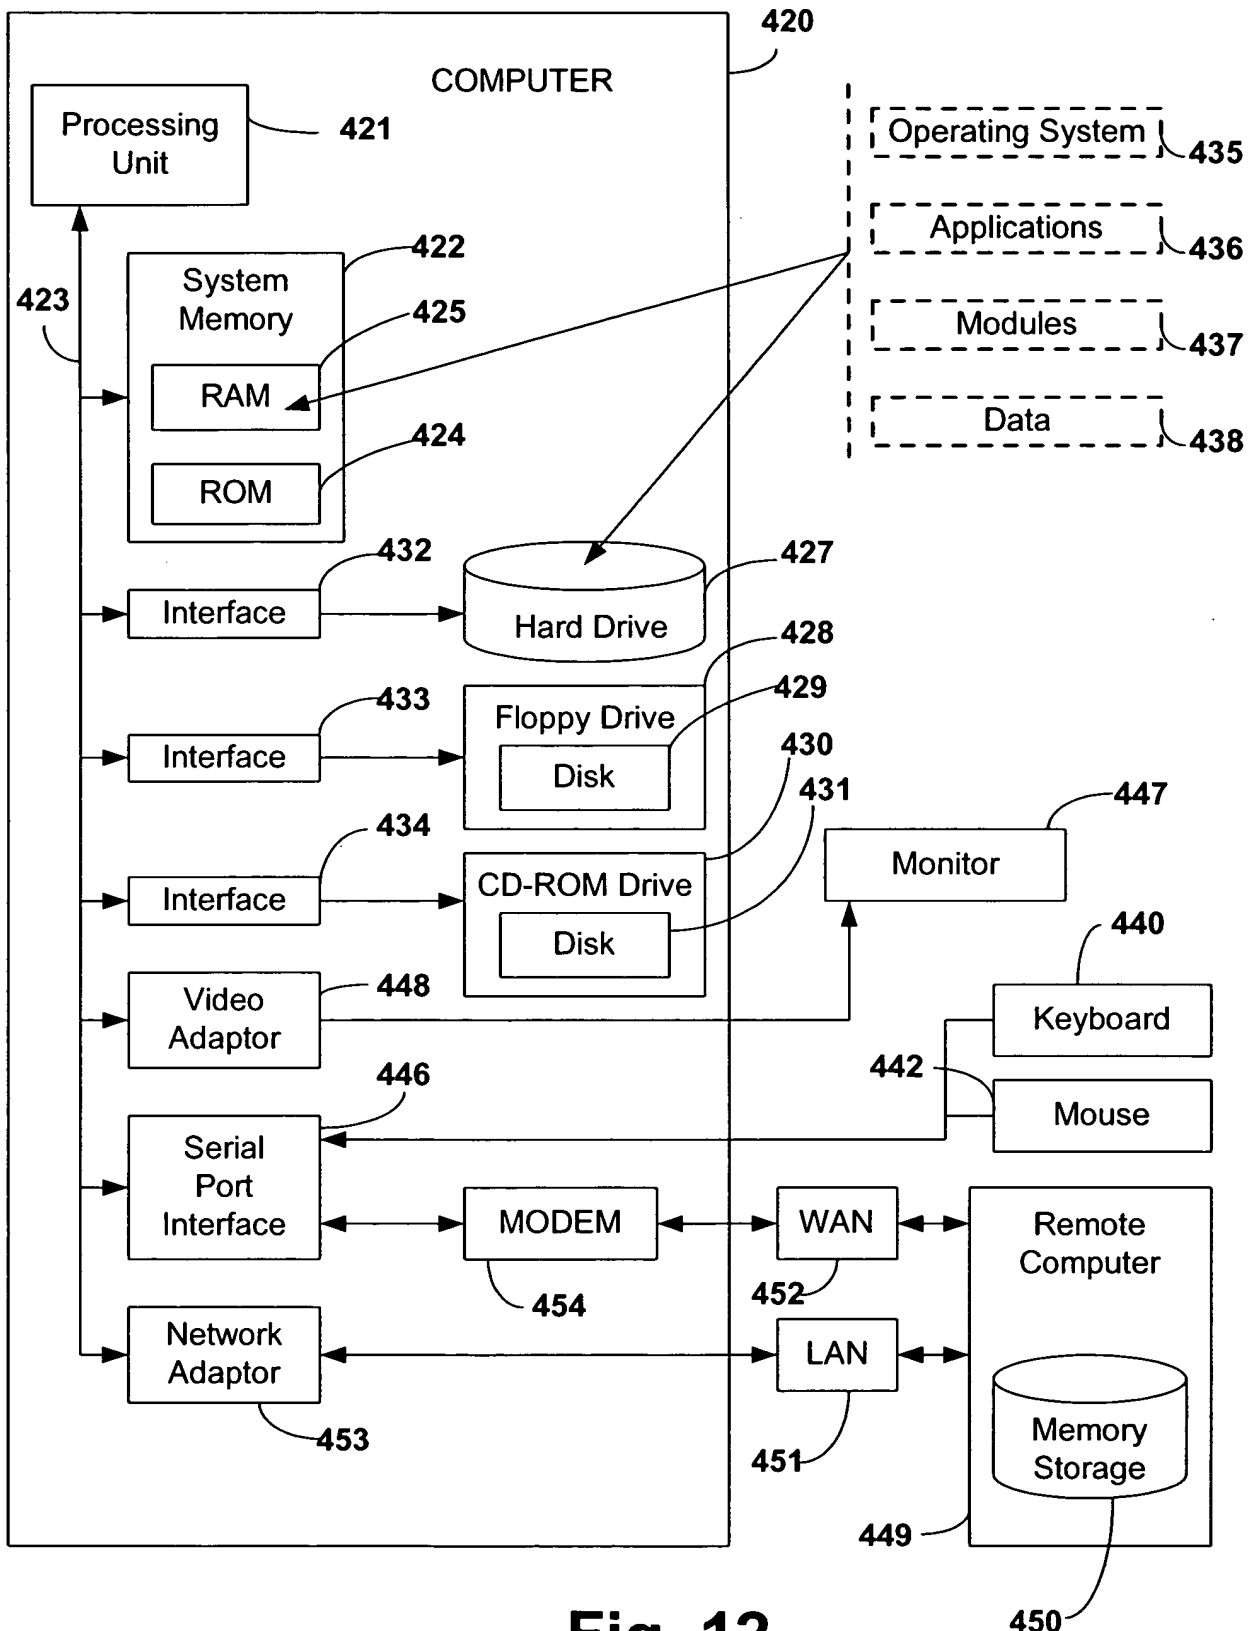 420
COMPUTER
Processing
Unit
421
Operating System
435
Applications
436
Modules
437
Data
438
422
System
Memory
423
425
RAM
424
ROM
432
Interface
427
Hard Drive
428
433
Interface
Floppy Drive
429
Disk
430
431
434
Interface
CD-ROM Drive
Disk
447
Monitor
440
Keyboard
442
Mouse
448
Video
Adaptor
446
Serial
Port
Interface
MODEM
454
WAN
452
Remote
Computer
Network
Adaptor
453
LAN
451
Memory
Storage
449
450